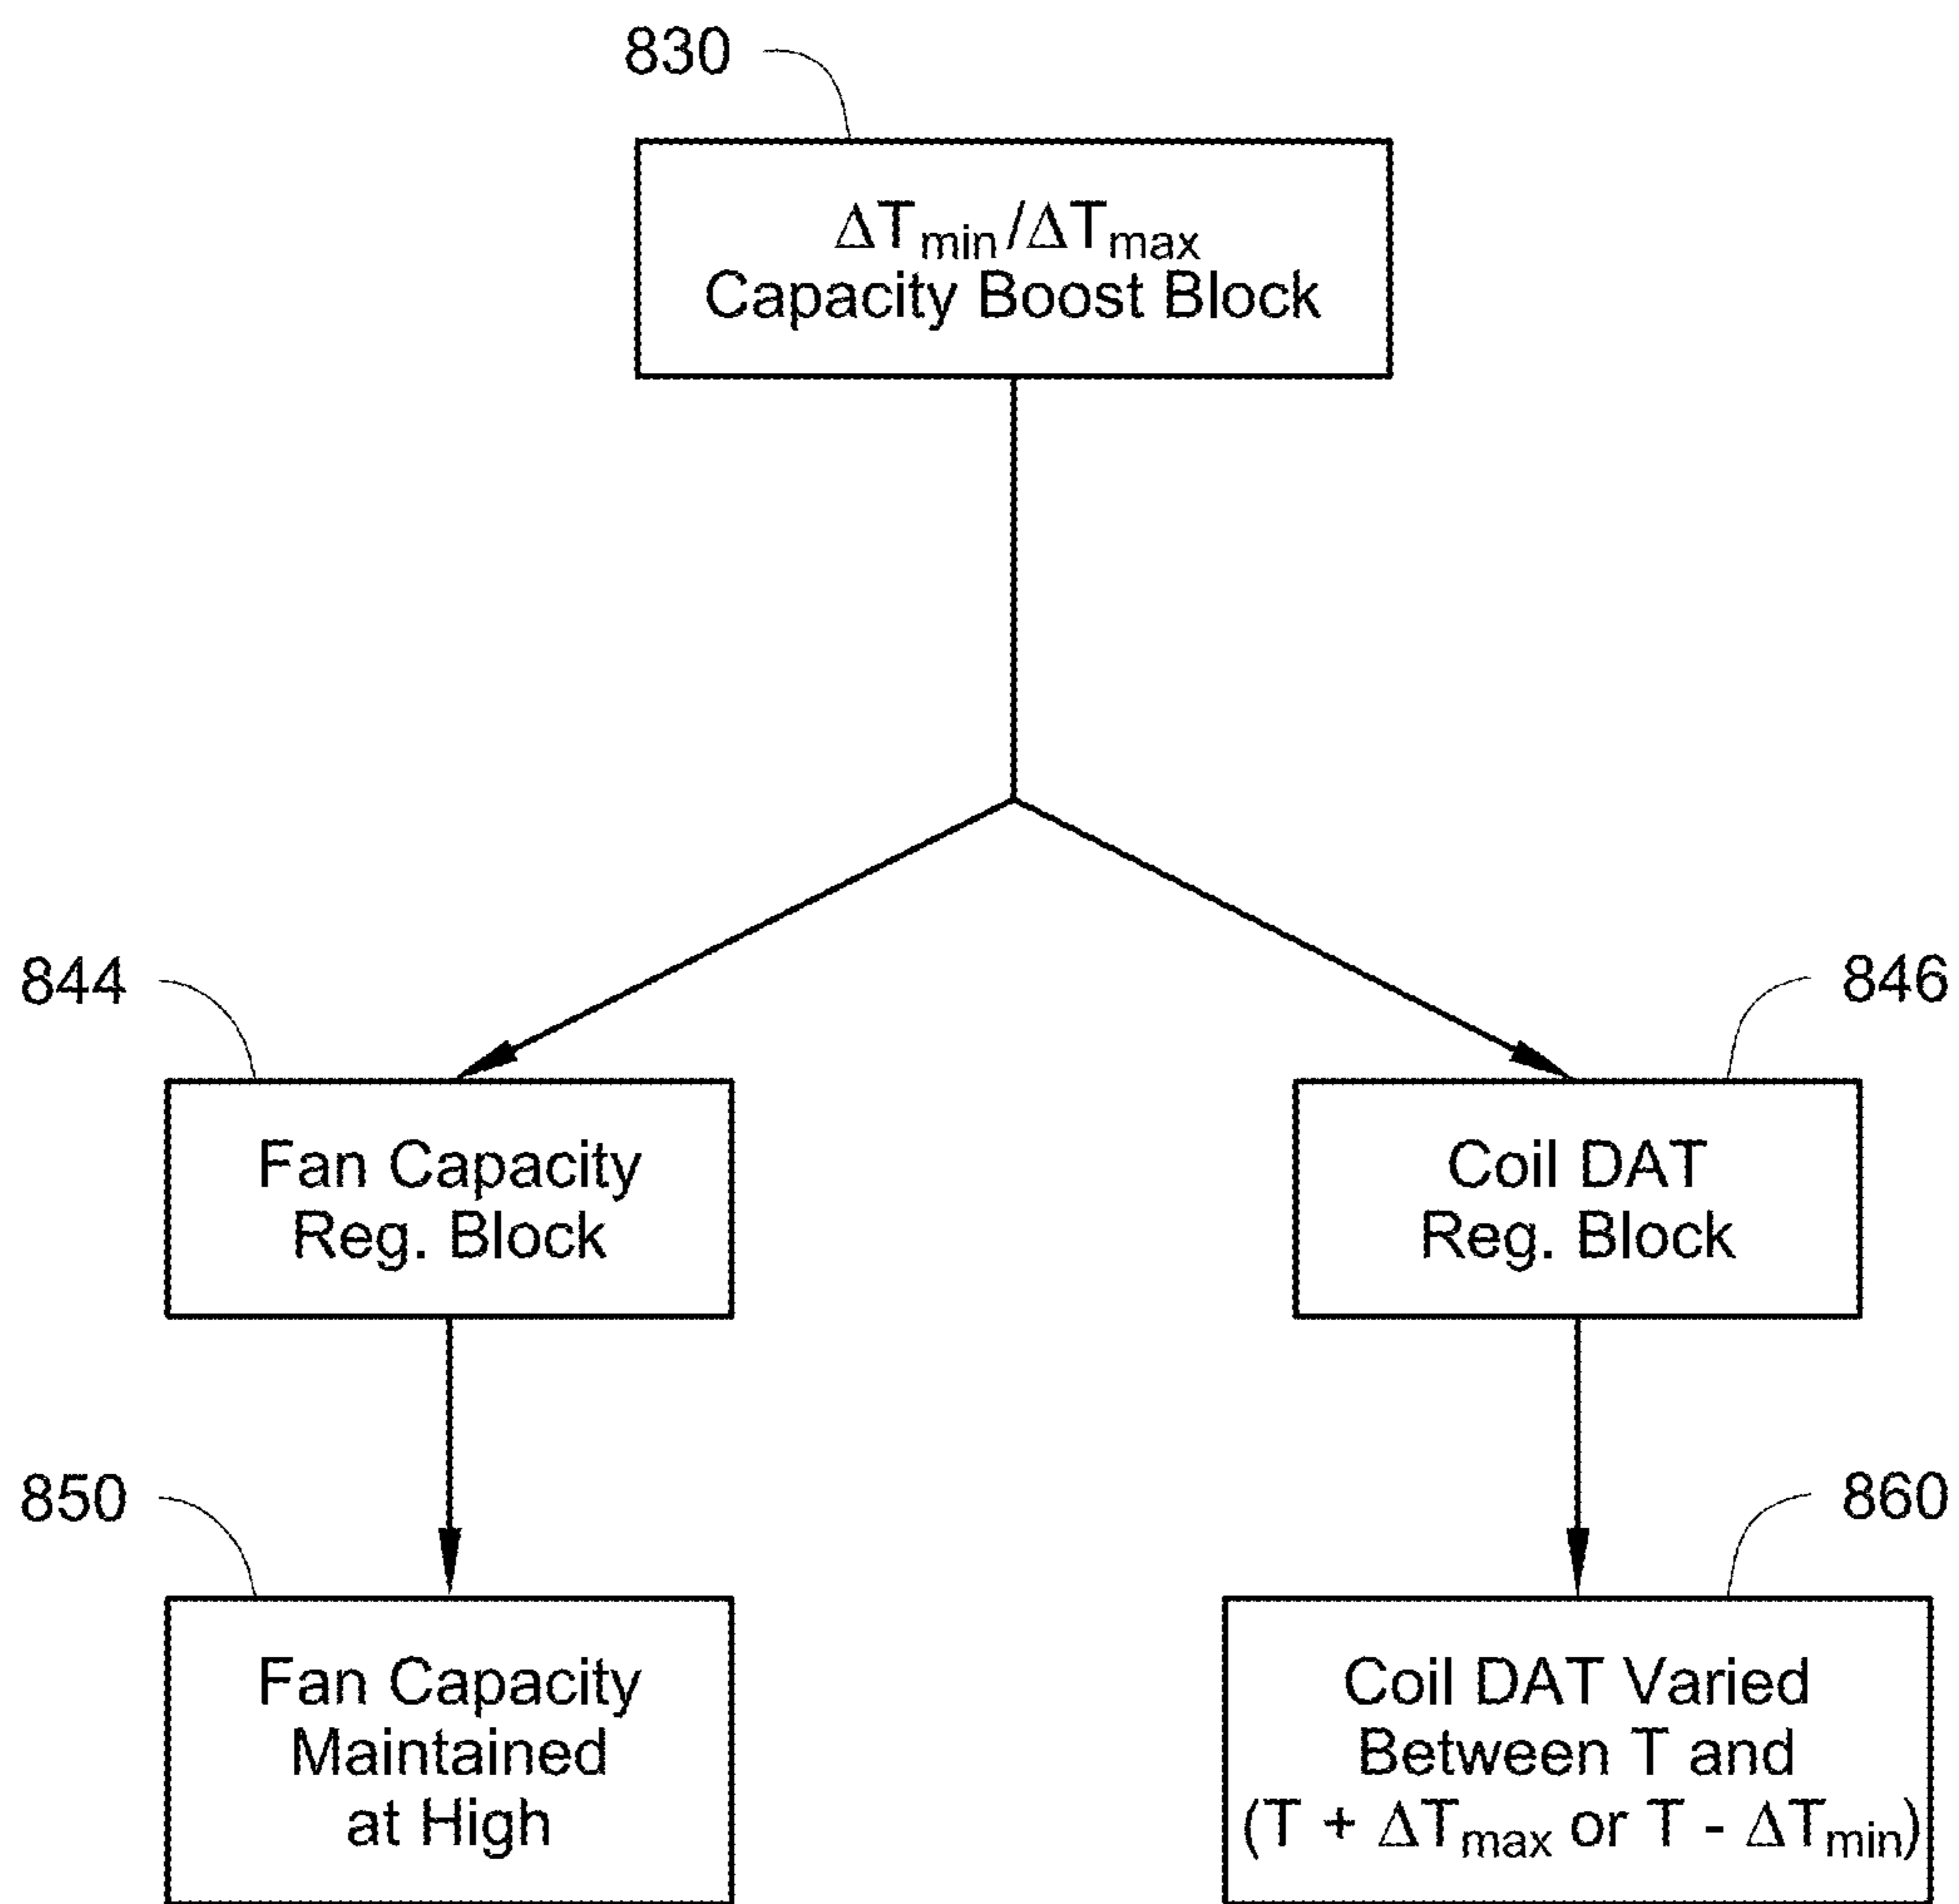 830
ΔTmin/ΔTmax
Capacity Boost Block
844
846
Fan Capacity
Reg. Block
Coil DAT
Reg. Block
850
860
Fan Capacity
Maintained
at High
Coil DAT Varied
Between T and
(T + ΔTmax or T - ΔTmin)